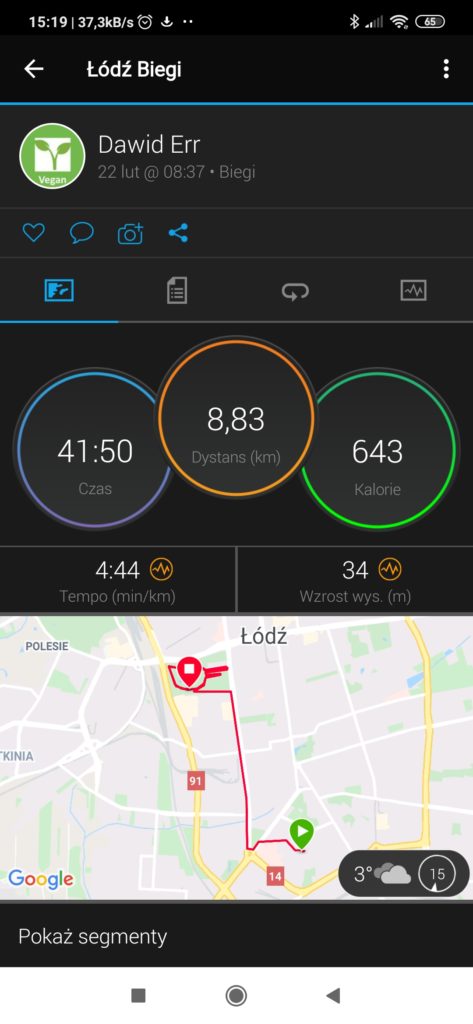 15:19 | 37,3kB/s
65
Łódź Biegi
Dawid Err
22 lut @ 08:37 • Biegi
Vegan
8,83
Dystans (km)
41:50
Czas
643
Kalorie
4:44
Tempo (min/km)
34
Wzrost wys. (m)
Łódź
POLESIE
TKINIA
91
14
Google
3°
15
Pokaż segmenty